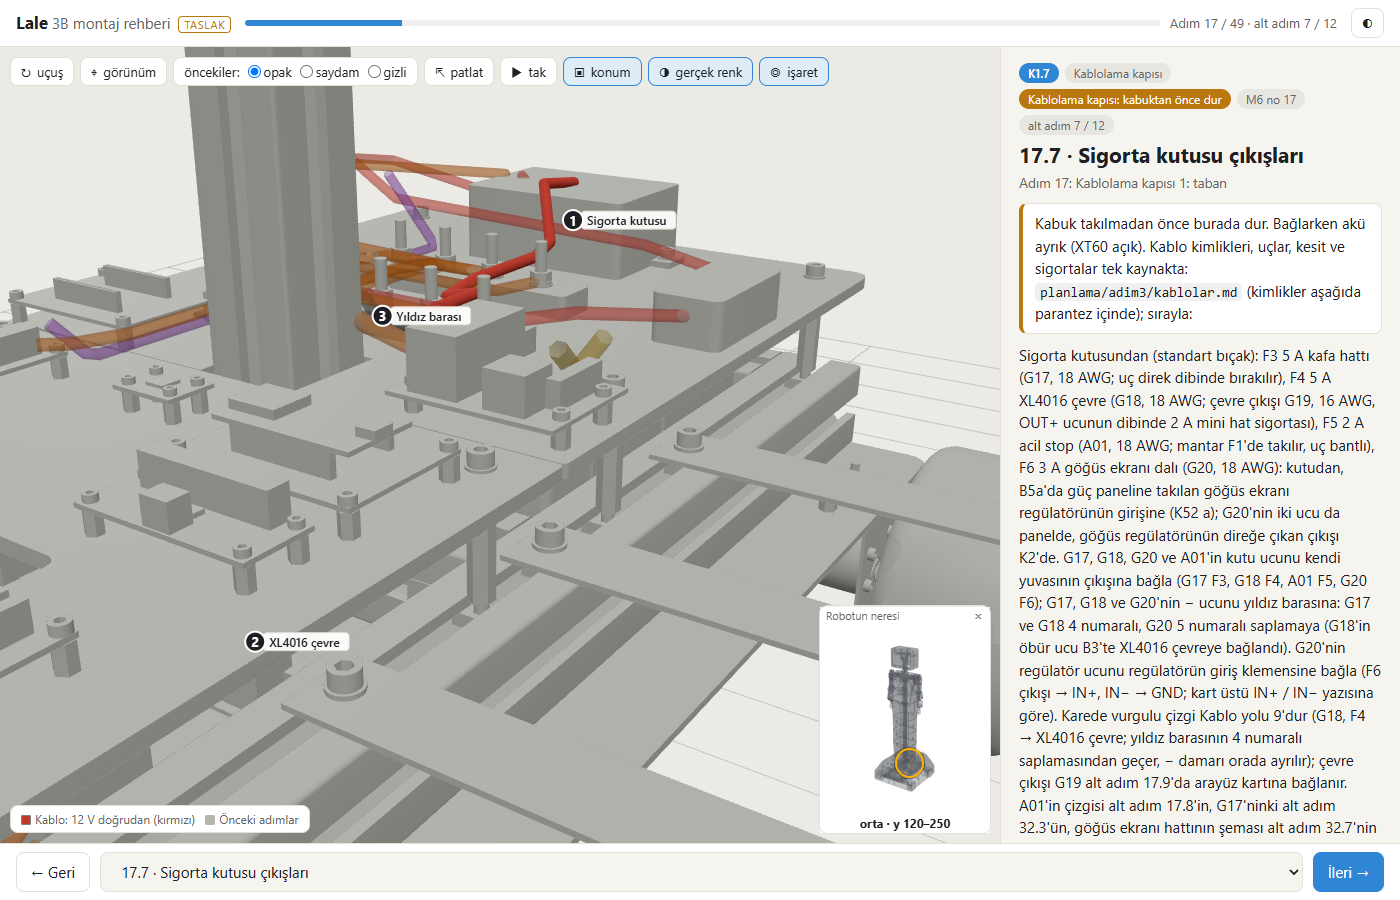 Lale 3B montaj rehberi TASLAK
Adım 17 / 49 · alt adım 7 / 12
↻ uçuş
⌖ görünüm
öncekiler: opak saydam gizli
⇱ patlat
▶ tak
▣ konum
◑ gerçek renk
◎ işaret
1 Sigorta kutusu
3 Yıldız barası
2 XL4016 çevre
Robotun neresi ×
orta · y 120–250
Kablo: 12 V doğrudan (kırmızı) Önceki adımlar
K1.7 Kablolama kapısı
Kablolama kapısı: kabuktan önce dur M6 no 17
alt adım 7 / 12
17.7 · Sigorta kutusu çıkışları
Adım 17: Kablolama kapısı 1: taban
Kabuk takılmadan önce burada dur. Bağlarken akü
ayrık (XT60 açık). Kablo kimlikleri, uçlar, kesit ve
sigortalar tek kaynakta:
planlama/adim3/kablolar.md (kimlikler aşağıda
parantez içinde); sırayla:
Sigorta kutusundan (standart bıçak): F3 5 A kafa hattı
(G17, 18 AWG; uç direk dibinde bırakılır), F4 5 A
XL4016 çevre (G18, 18 AWG; çevre çıkışı G19, 16 AWG,
OUT+ ucunun dibinde 2 A mini hat sigortası), F5 2 A
acil stop (A01, 18 AWG; mantar F1'de takılır, uç bantlı),
F6 3 A göğüs ekranı dalı (G20, 18 AWG): kutudan,
B5a'da güç paneline takılan göğüs ekranı
regülatörünün girişine (K52 a); G20'nin iki ucu da
panelde, göğüs regülatörünün direğe çıkan çıkışı
K2'de. G17, G18, G20 ve A01'in kutu ucunu kendi
yuvasının çıkışına bağla (G17 F3, G18 F4, A01 F5, G20
F6); G17, G18 ve G20'nin − ucunu yıldız barasına: G17
ve G18 4 numaralı, G20 5 numaralı saplamaya (G18'in
öbür ucu B3'te XL4016 çevreye bağlandı). G20'nin
regülatör ucunu regülatörün giriş klemensine bağla (F6
çıkışı → IN+, IN− → GND; kart üstü IN+ / IN− yazısına
göre). Karede vurgulu çizgi Kablo yolu 9'dur (G18, F4
→ XL4016 çevre; yıldız barasının 4 numaralı
saplamasından geçer, − damarı orada ayrılır); çevre
çıkışı G19 alt adım 17.9'da arayüz kartına bağlanır.
A01'in çizgisi alt adım 17.8'in, G17'ninki alt adım
32.3'ün, göğüs ekranı hattının şeması alt adım 32.7'nin
← Geri
17.7 · Sigorta kutusu çıkışları
İleri →